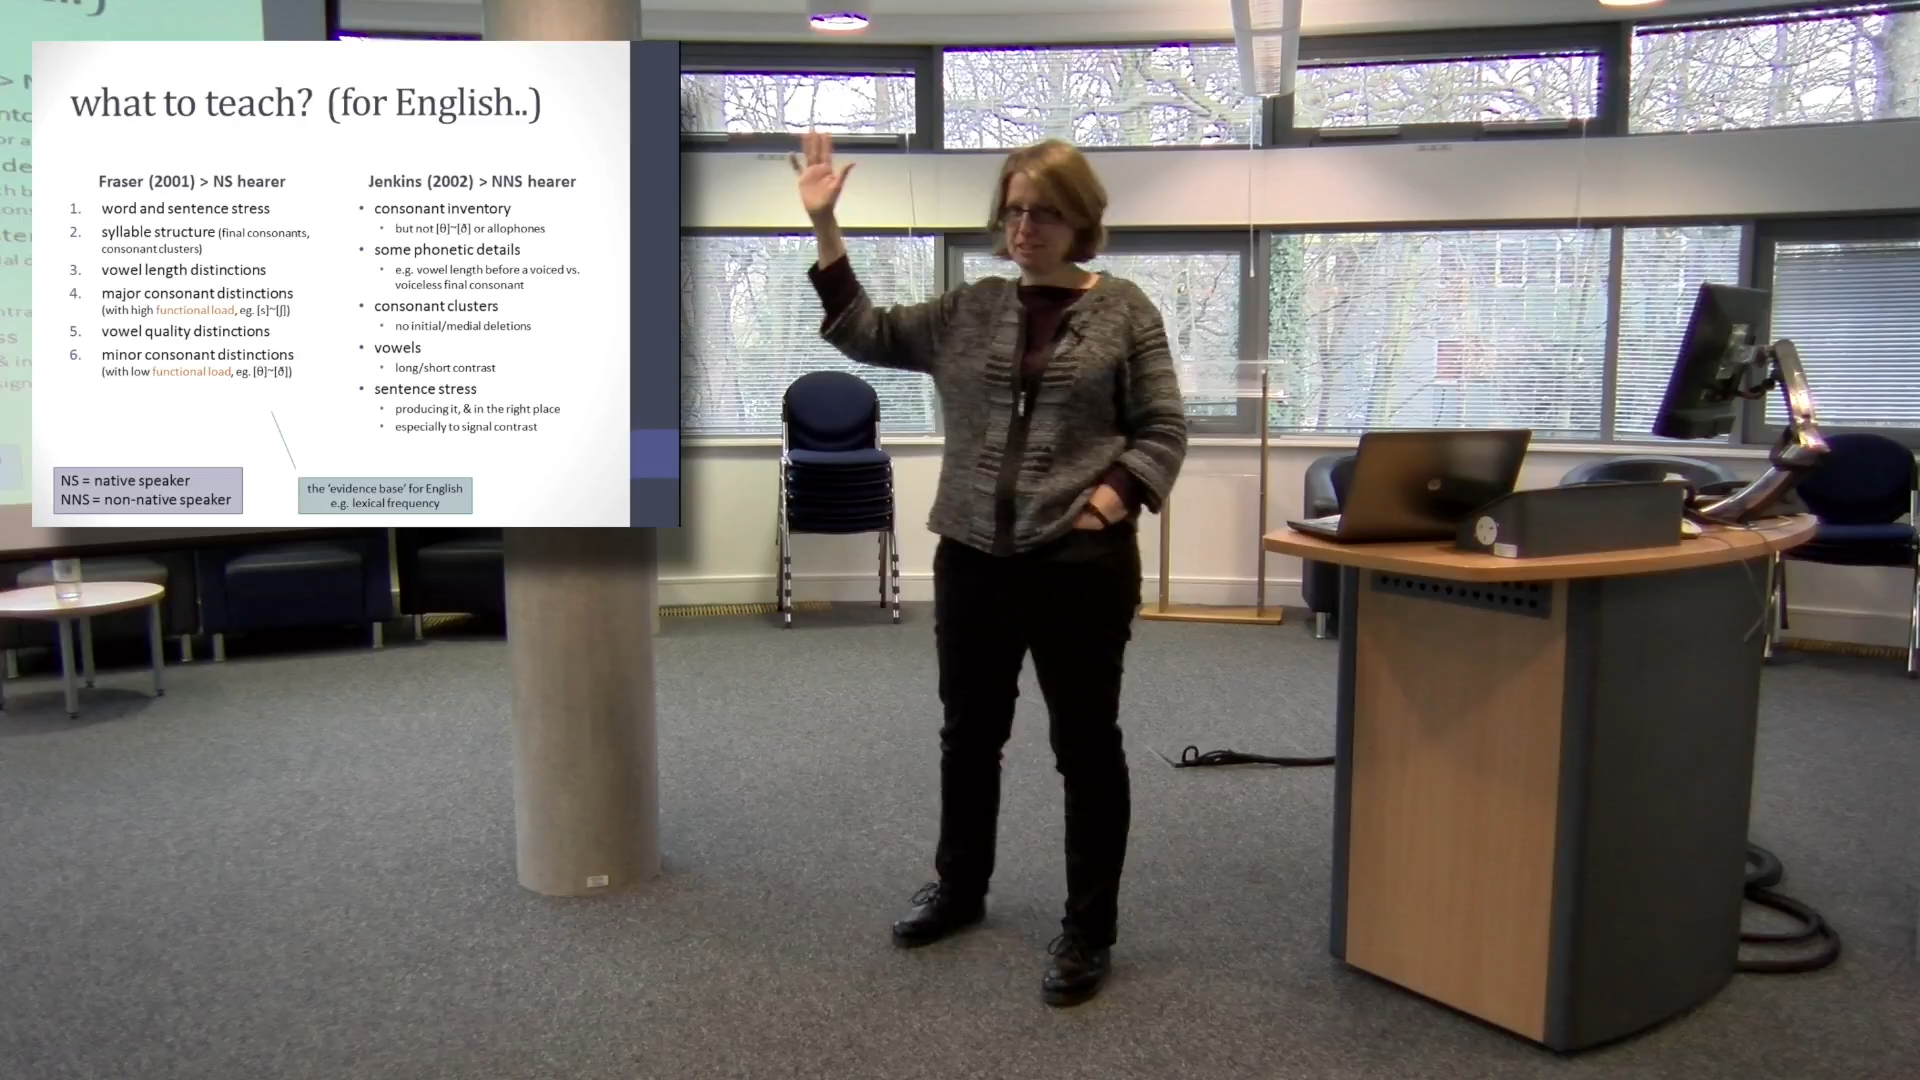 what to teach? (for English..)
Fraser (2001) > NS hearer
1. word and sentence stress
2. syllable structure (final consonants,
consonant clusters)
3. vowel length distinctions
4. major consonant distinctions
(with high functional load, eg. [s]~[ʃ])
5. vowel quality distinctions
6. minor consonant distinctions
(with low functional load, eg. [θ]~[ð])
Jenkins (2002) > NNS hearer
• consonant inventory
• but not [θ]~[ð] or allophones
• some phonetic details
• e.g. vowel length before a voiced vs.
voiceless final consonant
• consonant clusters
• no initial/medial deletions
• vowels
• long/short contrast
• sentence stress
• producing it, & in the right place
• especially to signal contrast
NS = native speaker
NNS = non-native speaker
the ‘evidence base’ for English
e.g. lexical frequency